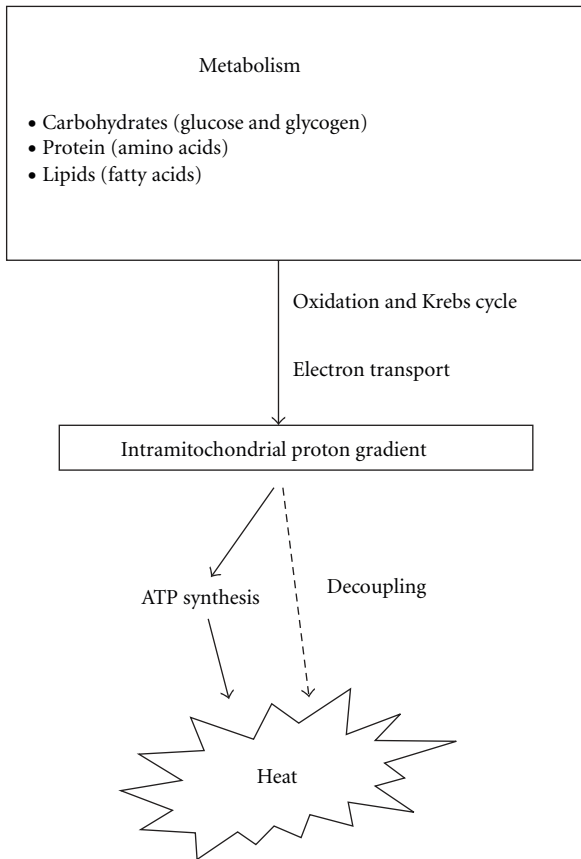 Metabolism
• Carbohydrates (glucose and glycogen)
• Protein (amino acids)
• Lipids (fatty acids)
Oxidation and Krebs cycle
Electron transport
Intramitochondrial proton gradient
ATP synthesis
Decoupling
Heat